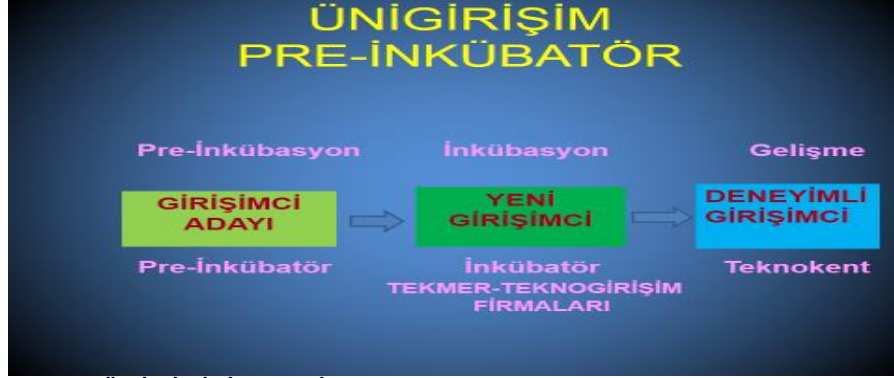 ÜNİGİRİŞİM
PRE-İNKÜBATÖR
Pre-İnkübasyon İnkübasyon Gelişme
GİRİŞİMCİ
ADAYI
YENİ
GİRİŞİMCİ
DENEYİMLİ
GİRİŞİMCİ
Pre-İnkübatör İnkübatör Teknokent
TEKMER-TEKNOGİRİŞİM
FİRMALARI